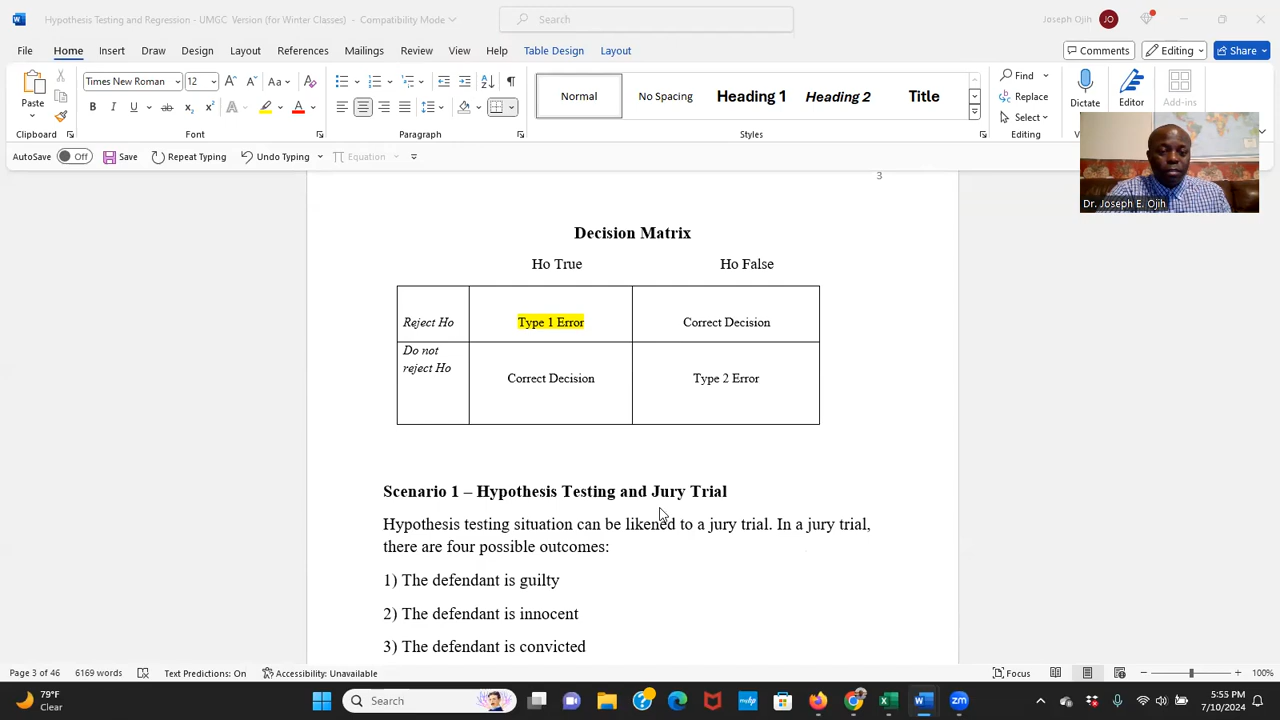 Hypothesis Testing and Regression - UMGC Version (for Winter Classes) - Compatibility Mode
Search
Joseph Ojih
JO
File Home Insert Draw Design Layout References Mailings Review View Help Table Design Layout
Comments Editing Share
Times New Roman 12
Aa
Paste
B I U ab x₂ x² A A
Normal No Spacing Heading 1 Heading 2 Title
Find
Replace
Select
Dictate Editor Add-ins
Clipboard Font Paragraph Styles Editing
AutoSave Off Save Repeat Typing Undo Typing Equation
Dr. Joseph E. Ojih
3
Decision Matrix
Ho True Ho False
Reject Ho Type 1 Error Correct Decision
Do not
reject Ho
Correct Decision Type 2 Error
Scenario 1 – Hypothesis Testing and Jury Trial
Hypothesis testing situation can be likened to a jury trial. In a jury trial,
there are four possible outcomes:
1) The defendant is guilty
2) The defendant is innocent
3) The defendant is convicted
Page 3 of 46 6169 words Text Predictions: On Accessibility: Unavailable Focus 100%
79°F
Clear
Search
5:55 PM
7/10/2024